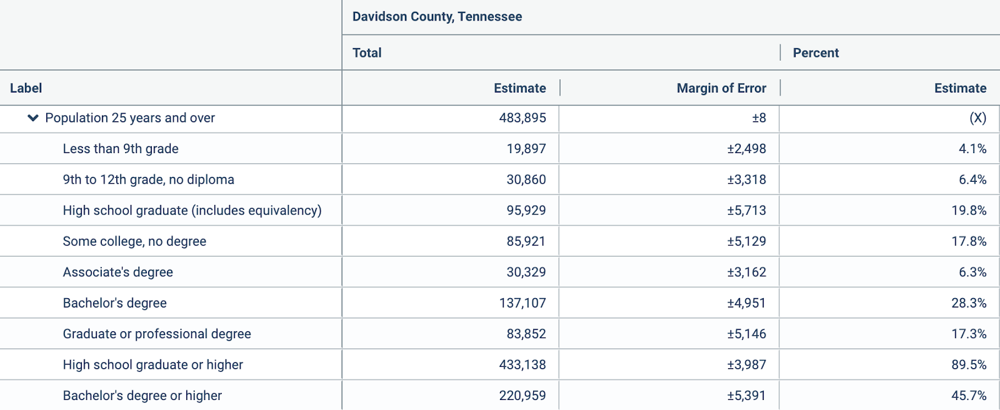 Davidson County, Tennessee
Total Percent
Label Estimate Margin of Error Estimate
Population 25 years and over 483,895 ±8 (X)
Less than 9th grade 19,897 ±2,498 4.1%
9th to 12th grade, no diploma 30,860 ±3,318 6.4%
High school graduate (includes equivalency) 95,929 ±5,713 19.8%
Some college, no degree 85,921 ±5,129 17.8%
Associate's degree 30,329 ±3,162 6.3%
Bachelor's degree 137,107 ±4,951 28.3%
Graduate or professional degree 83,852 ±5,146 17.3%
High school graduate or higher 433,138 ±3,987 89.5%
Bachelor's degree or higher 220,959 ±5,391 45.7%